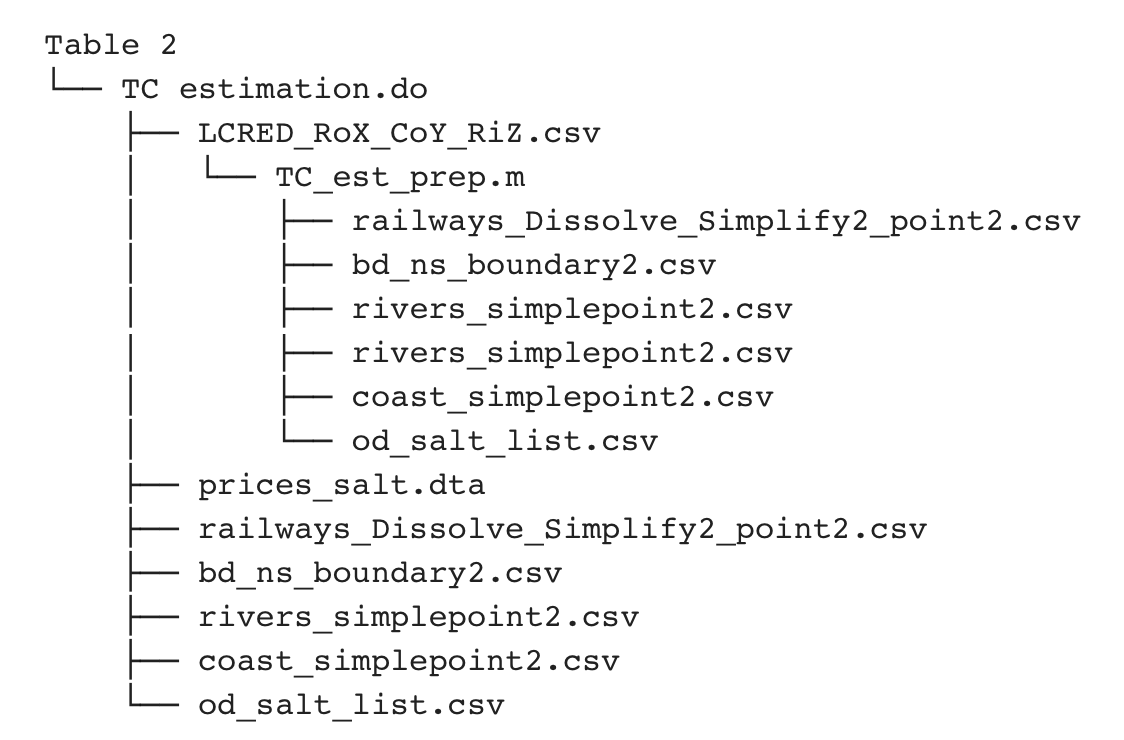 Table 2
└── TC estimation.do
    ├── LCRED_RoX_CoY_RiZ.csv
    │   └── TC_est_prep.m
    │       ├── railways_Dissolve_Simplify2_point2.csv
    │       ├── bd_ns_boundary2.csv
    │       ├── rivers_simplepoint2.csv
    │       ├── rivers_simplepoint2.csv
    │       ├── coast_simplepoint2.csv
    │       └── od_salt_list.csv
    ├── prices_salt.dta
    ├── railways_Dissolve_Simplify2_point2.csv
    ├── bd_ns_boundary2.csv
    ├── rivers_simplepoint2.csv
    ├── coast_simplepoint2.csv
    └── od_salt_list.csv